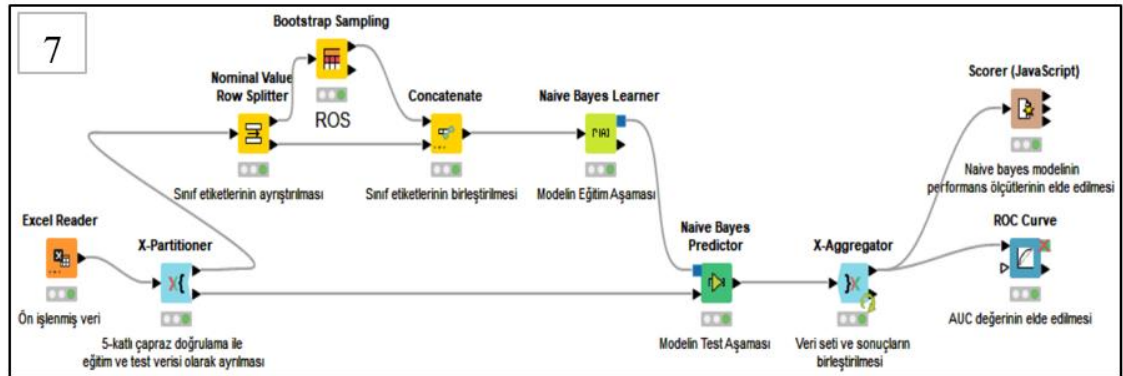 7
Bootstrap Sampling
ROS
Nominal Value
Row Splitter
Sınıf etiketlerinin ayrıştırılması
Concatenate
Sınıf etiketlerinin birleştirilmesi
Naive Bayes Learner
Modelin Eğitim Aşaması
Scorer (JavaScript)
Naive bayes modelinin
performans ölçütlerinin elde edilmesi
Excel Reader
Ön işlenmiş veri
X-Partitioner
5-katlı çapraz doğrulama ile
eğitim ve test verisi olarak ayrılması
Naive Bayes
Predictor
Modelin Test Aşaması
X-Aggregator
Veri seti ve sonuçların
birleştirilmesi
ROC Curve
AUC değerinin elde edilmesi